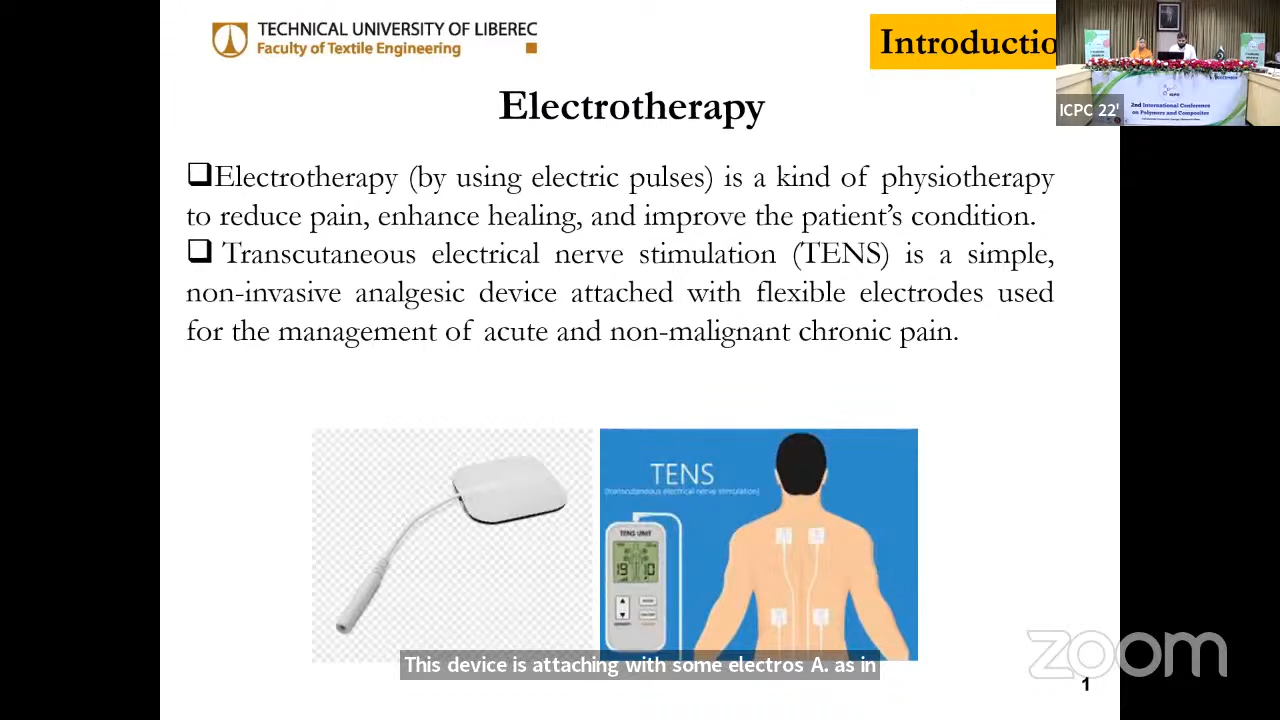 TECHNICAL UNIVERSITY OF LIBEREC
Faculty of Textile Engineering
Introductio
ICPC 22'
2nd International Conference
on Polymers and Composites
Electrotherapy
❑Electrotherapy (by using electric pulses) is a kind of physiotherapy
to reduce pain, enhance healing, and improve the patient's condition.
❑ Transcutaneous electrical nerve stimulation (TENS) is a simple,
non-invasive analgesic device attached with flexible electrodes used
for the management of acute and non-malignant chronic pain.
TENS
(transcutaneous electrical nerve stimulation)
TENS UNIT
19 10
This device is attaching with some electros A. as in
zoom
1